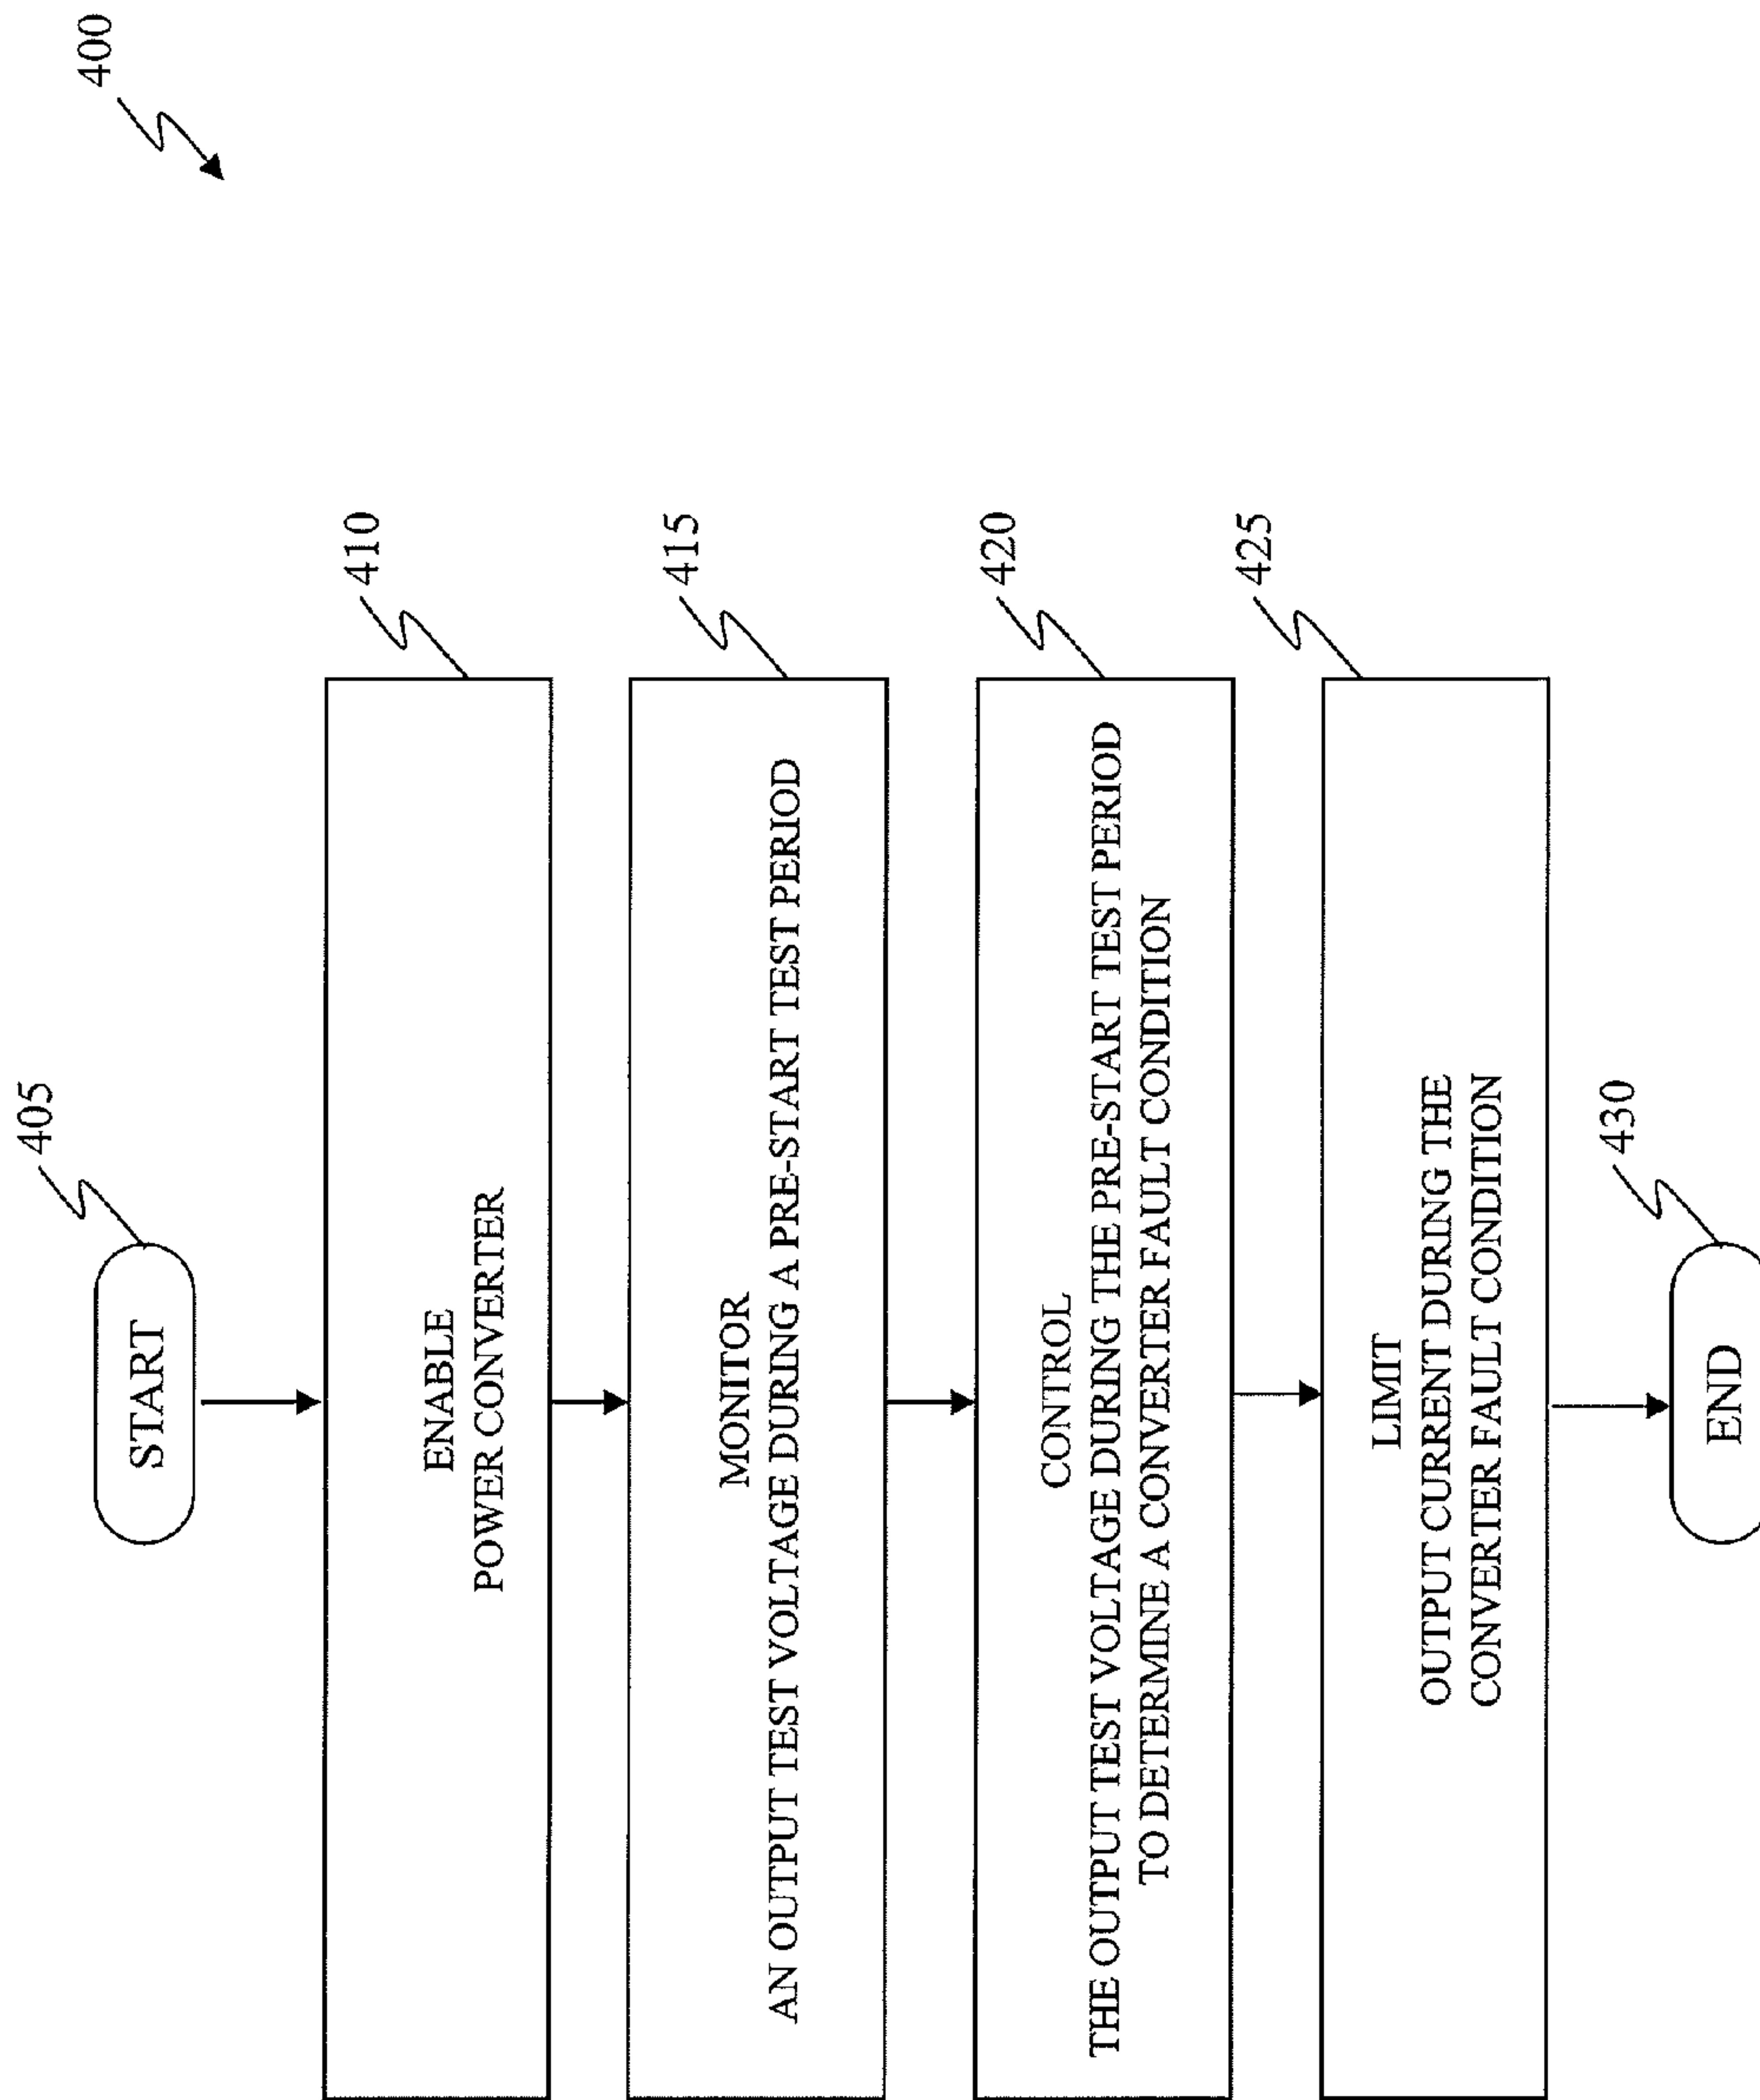 400
405
START
410
ENABLE
POWER CONVERTER
415
MONITOR
AN OUTPUT TEST VOLTAGE DURING A PRE-START TEST PERIOD
420
CONTROL
THE OUTPUT TEST VOLTAGE DURING THE PRE-START TEST PERIOD
TO DETERMINE A CONVERTER FAULT CONDITION
425
LIMIT
OUTPUT CURRENT DURING THE
CONVERTER FAULT CONDITION
430
END